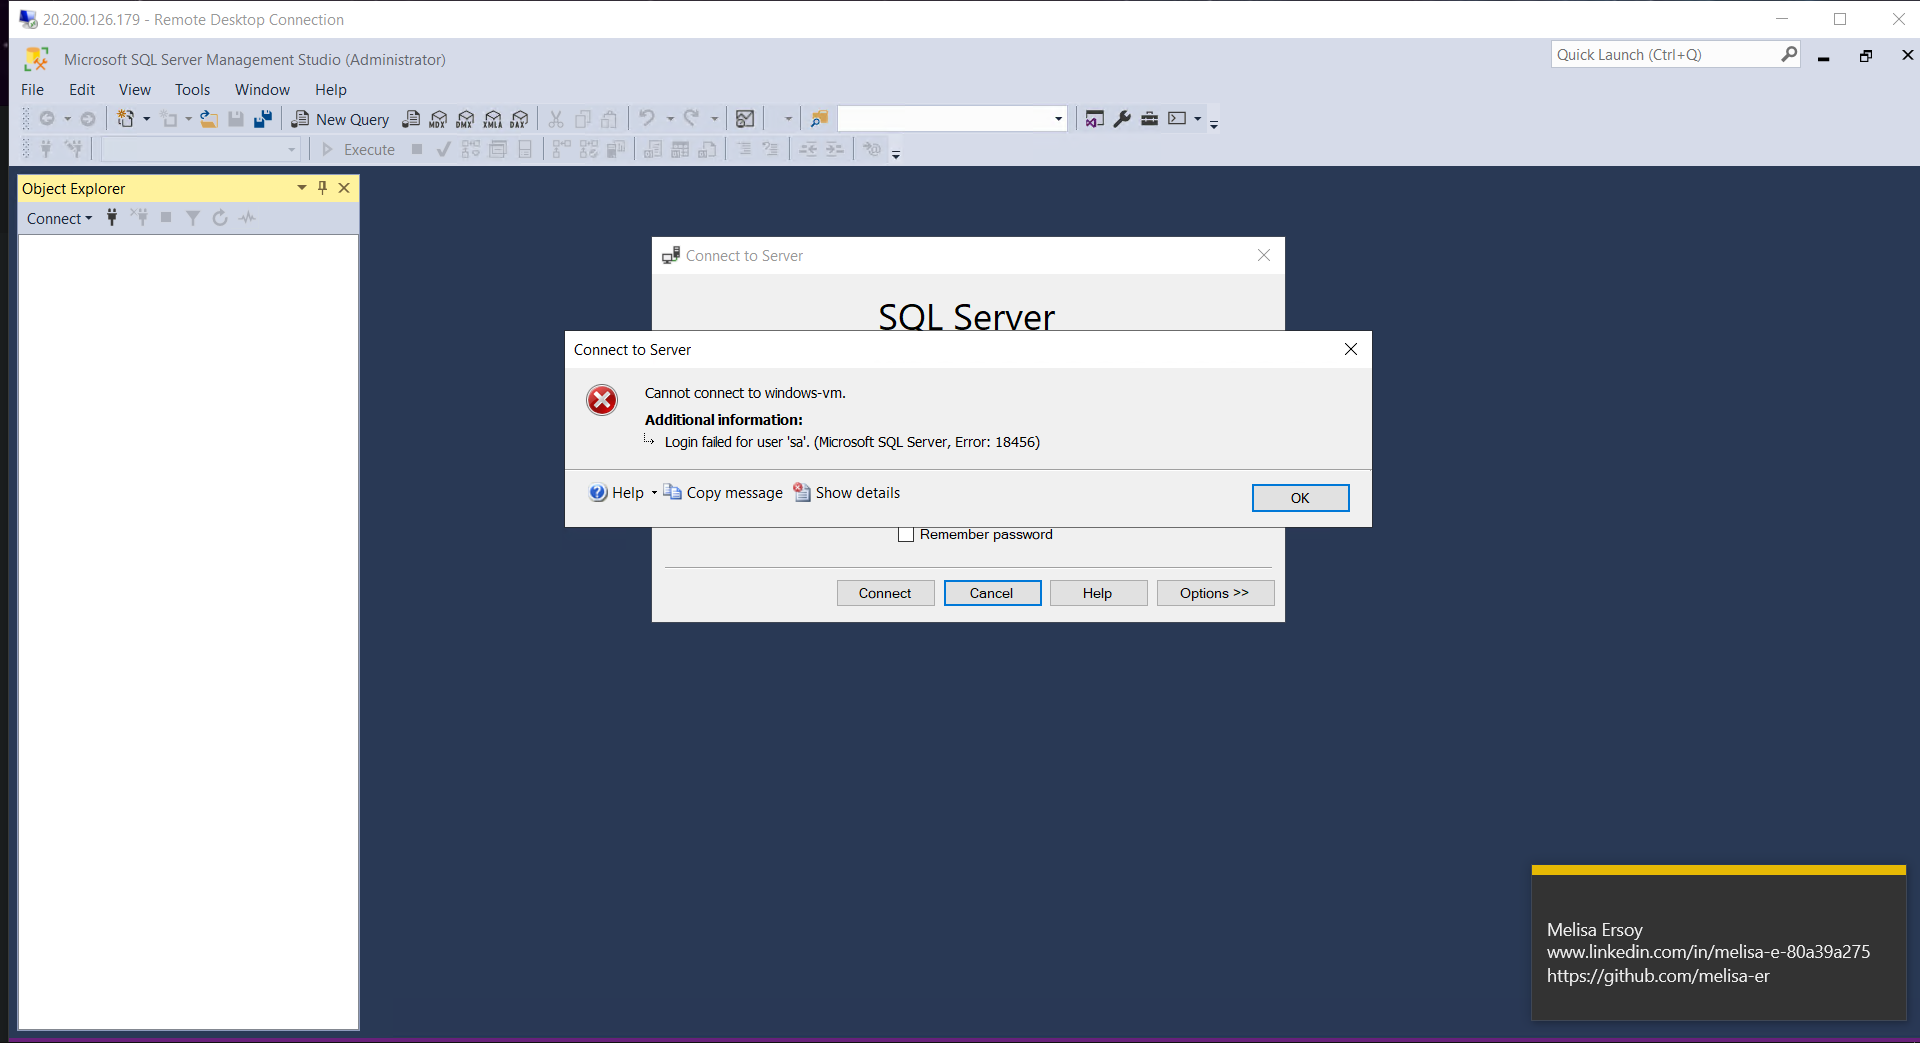 20.200.126.179 - Remote Desktop Connection
Microsoft SQL Server Management Studio (Administrator)
Quick Launch (Ctrl+Q)
File Edit View Tools Window Help
New Query MDX DMX XMLA DAX
Execute
Object Explorer
Connect
Connect to Server
SQL Server
Connect to Server
Cannot connect to windows-vm.
Additional information:
Login failed for user 'sa'. (Microsoft SQL Server, Error: 18456)
Help Copy message Show details OK
Remember password
Connect Cancel Help Options >>
Melisa Ersoy
www.linkedin.com/in/melisa-e-80a39a275
https://github.com/melisa-er